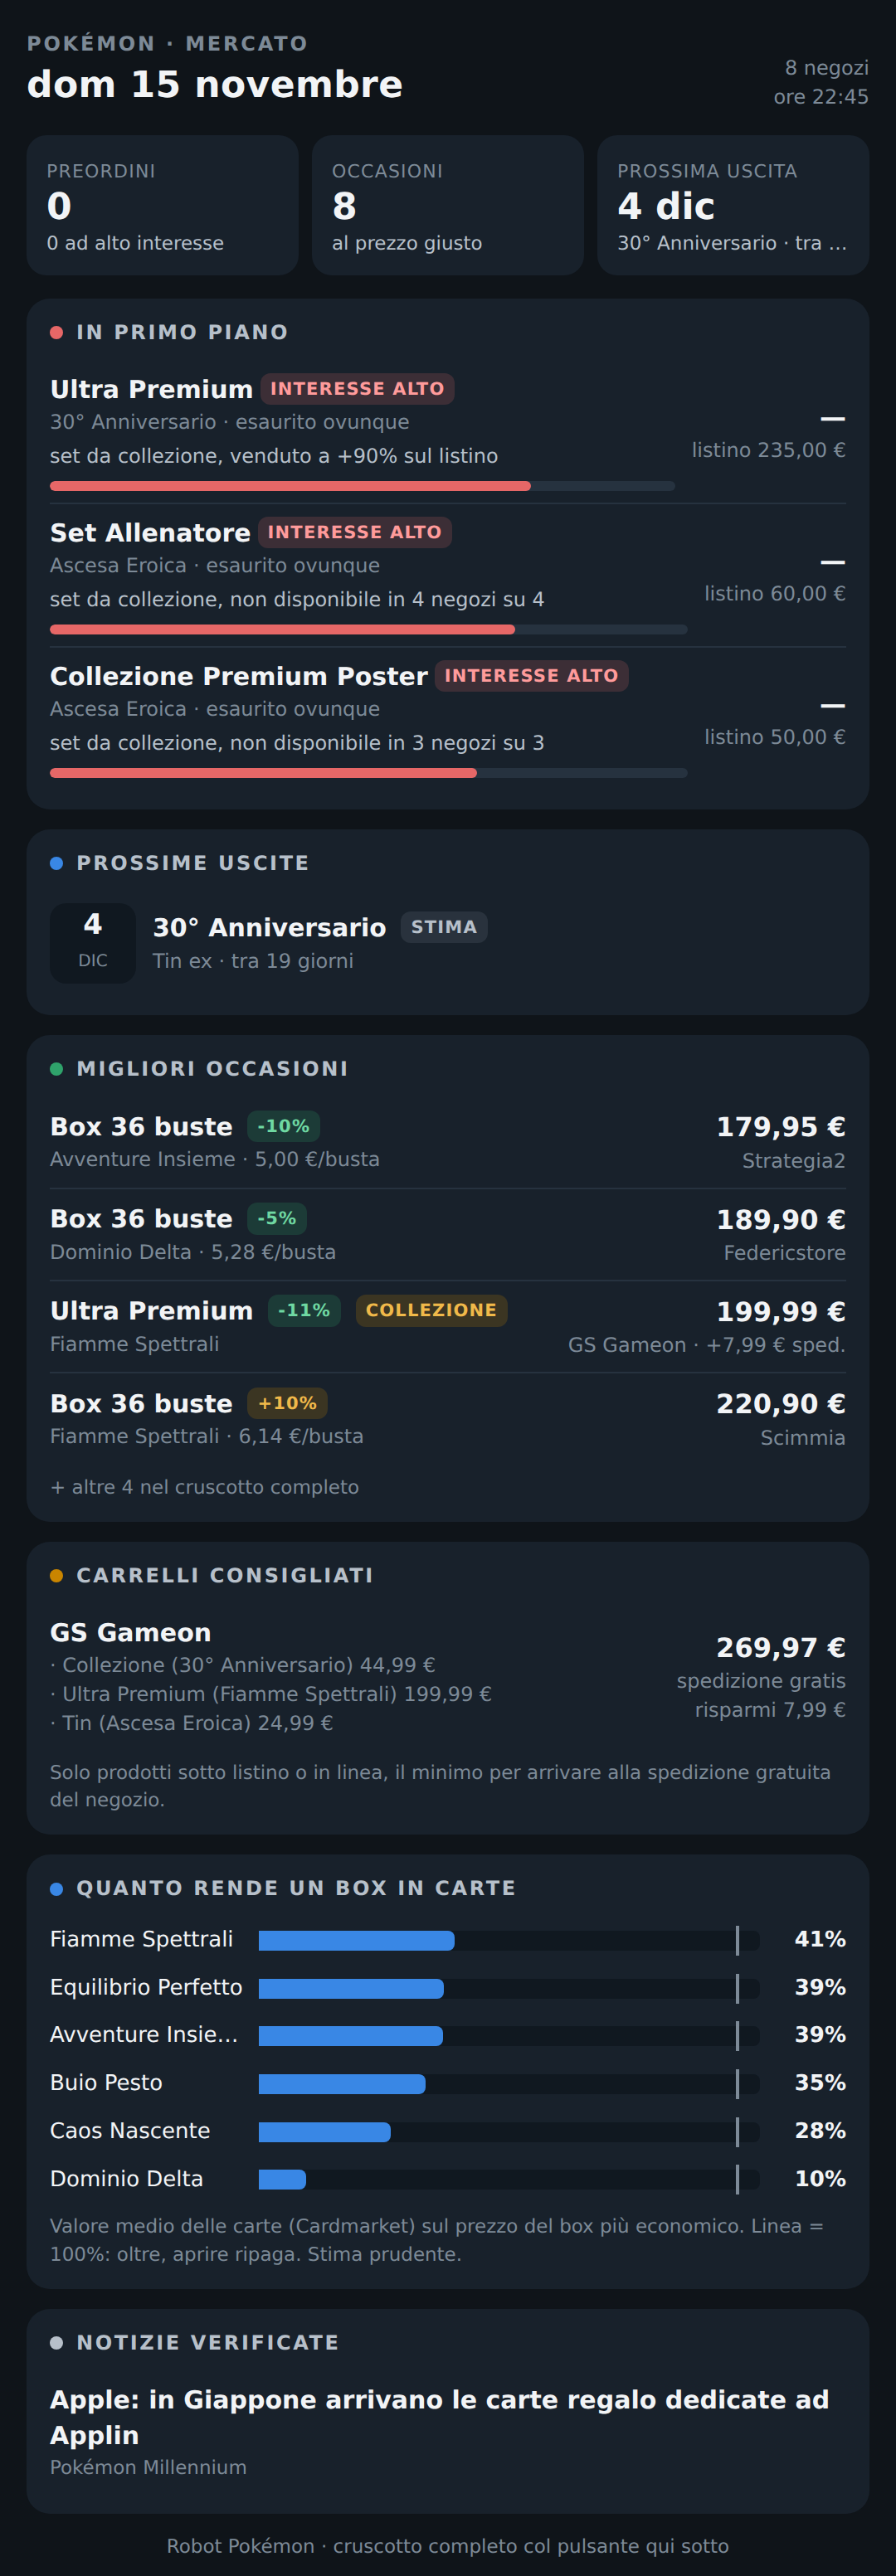 POKÉMON · MERCATO
dom 15 novembre
8 negozi
ore 22:45
PREORDINI
0
0 ad alto interesse
OCCASIONI
8
al prezzo giusto
PROSSIMA USCITA
4 dic
30° Anniversario · tra ...
IN PRIMO PIANO
Ultra Premium INTERESSE ALTO
30° Anniversario · esaurito ovunque
set da collezione, venduto a +90% sul listino
—
listino 235,00 €
Set Allenatore INTERESSE ALTO
Ascesa Eroica · esaurito ovunque
set da collezione, non disponibile in 4 negozi su 4
—
listino 60,00 €
Collezione Premium Poster INTERESSE ALTO
Ascesa Eroica · esaurito ovunque
set da collezione, non disponibile in 3 negozi su 3
—
listino 50,00 €
PROSSIME USCITE
4
DIC
30° Anniversario STIMA
Tin ex · tra 19 giorni
MIGLIORI OCCASIONI
Box 36 buste -10% 179,95 €
Avventure Insieme · 5,00 €/busta Strategia2
Box 36 buste -5% 189,90 €
Dominio Delta · 5,28 €/busta Federicstore
Ultra Premium -11% COLLEZIONE 199,99 €
Fiamme Spettrali GS Gameon · +7,99 € sped.
Box 36 buste +10% 220,90 €
Fiamme Spettrali · 6,14 €/busta Scimmia
+ altre 4 nel cruscotto completo
CARRELLI CONSIGLIATI
GS Gameon
· Collezione (30° Anniversario) 44,99 €
· Ultra Premium (Fiamme Spettrali) 199,99 €
· Tin (Ascesa Eroica) 24,99 €
269,97 €
spedizione gratis
risparmi 7,99 €
Solo prodotti sotto listino o in linea, il minimo per arrivare alla spedizione gratuita
del negozio.
QUANTO RENDE UN BOX IN CARTE
Fiamme Spettrali 41%
Equilibrio Perfetto 39%
Avventure Insie... 39%
Buio Pesto 35%
Caos Nascente 28%
Dominio Delta 10%
Valore medio delle carte (Cardmarket) sul prezzo del box più economico. Linea =
100%: oltre, aprire ripaga. Stima prudente.
NOTIZIE VERIFICATE
Apple: in Giappone arrivano le carte regalo dedicate ad
Applin
Pokémon Millennium
Robot Pokémon · cruscotto completo col pulsante qui sotto